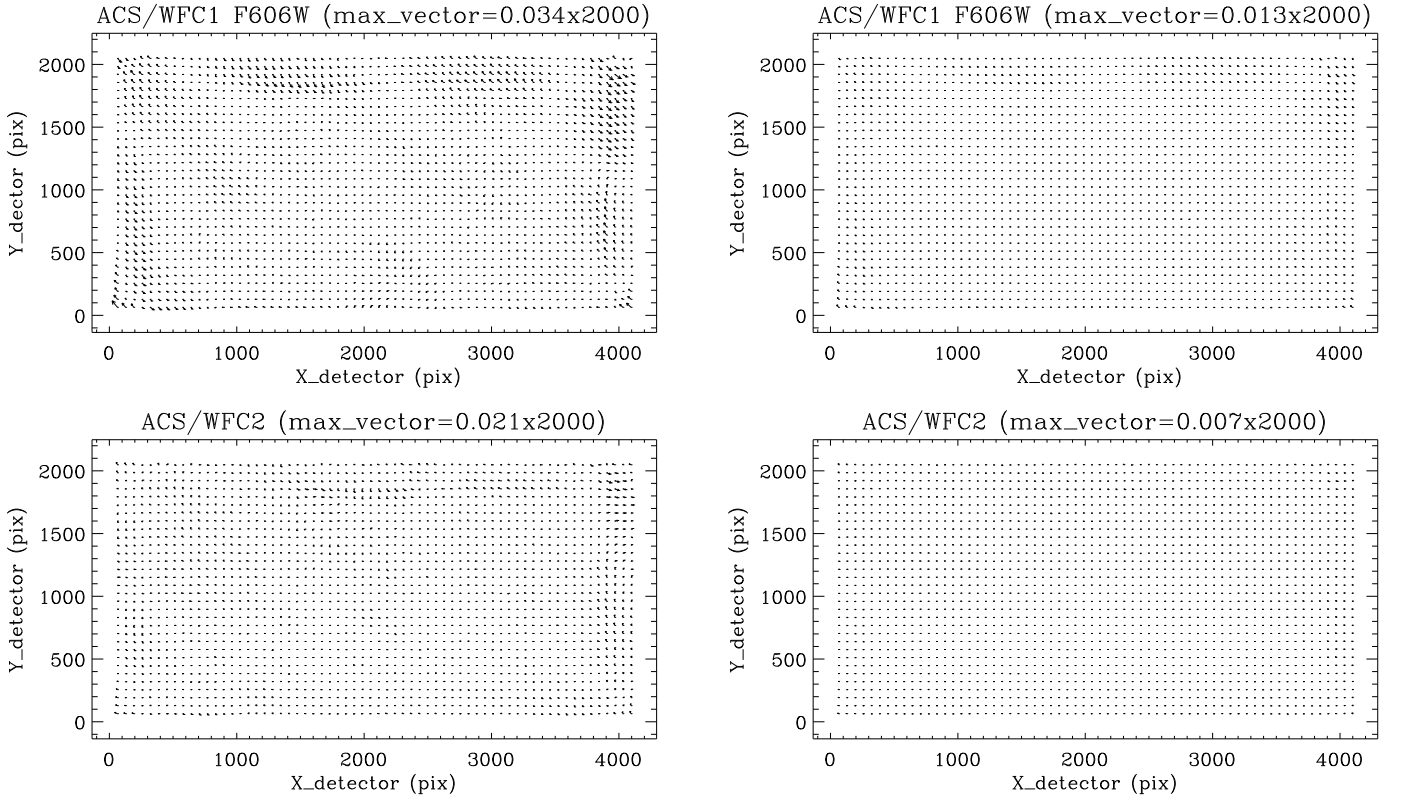 ACS/WFC1 F606W (max_vector=0.034x2000)
2000
1500
1000
500
0
Y_dector (pix)
0 1000 2000 3000 4000
X_detector (pix)
ACS/WFC1 F606W (max_vector=0.013x2000)
2000
1500
1000
500
0
Y_dector (pix)
0 1000 2000 3000 4000
X_detector (pix)
ACS/WFC2 (max_vector=0.021x2000)
2000
1500
1000
500
0
Y_detector (pix)
0 1000 2000 3000 4000
X_detector (pix)
ACS/WFC2 (max_vector=0.007x2000)
2000
1500
1000
500
0
Y_detector (pix)
0 1000 2000 3000 4000
X_detector (pix)